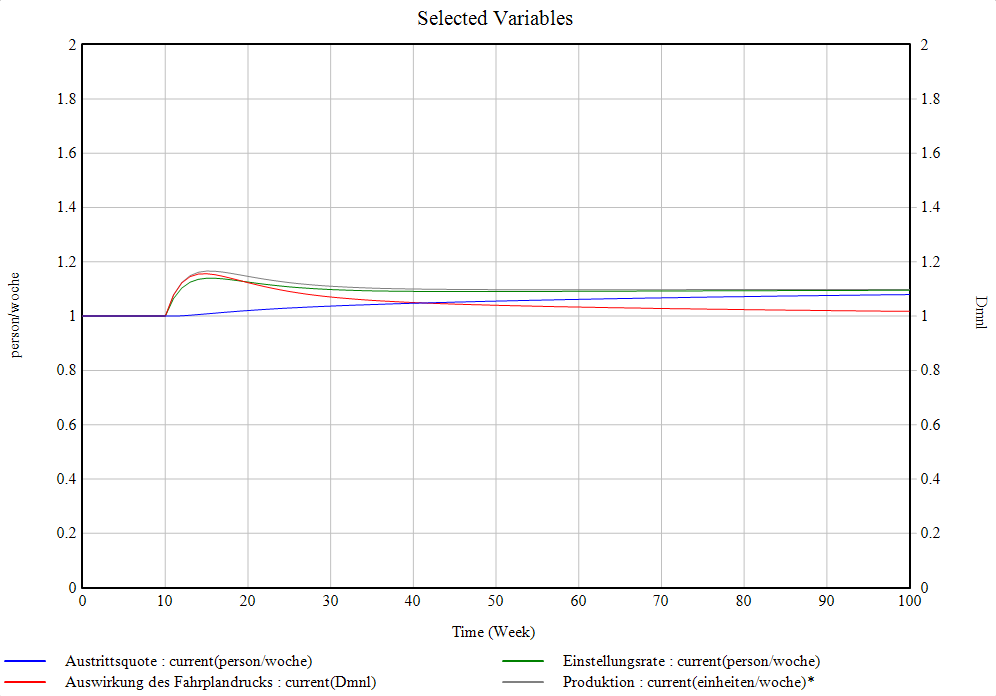 Selected Variables
2 2
1.8 1.8
1.6 1.6
1.4 1.4
1.2 1.2
1 1
0.8 0.8
0.6 0.6
0.4 0.4
0.2 0.2
0 0
person/woche
Dmnl
0 10 20 30 40 50 60 70 80 90 100
Time (Week)
Austrittsquote : current(person/woche) Einstellungsrate : current(person/woche)
Auswirkung des Fahrplandrucks : current(Dmnl) Produktion : current(einheiten/woche)*